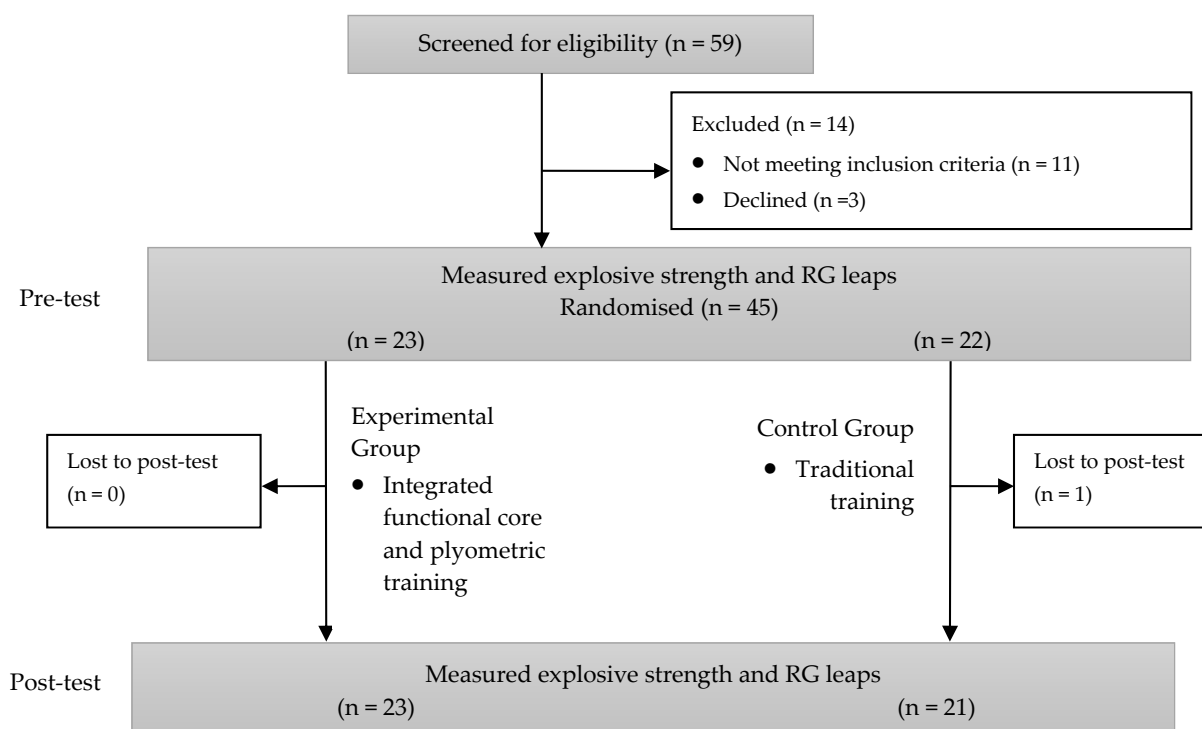 Screened for eligibility (n = 59)
Excluded (n = 14)
● Not meeting inclusion criteria (n = 11)
● Declined (n =3)
Pre-test
Measured explosive strength and RG leaps
Randomised (n = 45)
(n = 23)
(n = 22)
Lost to post-test
(n = 0)
Experimental
Group
● Integrated
functional core
and plyometric
training
Control Group
● Traditional
training
Lost to post-test
(n = 1)
Post-test
Measured explosive strength and RG leaps
(n = 23)
(n = 21)